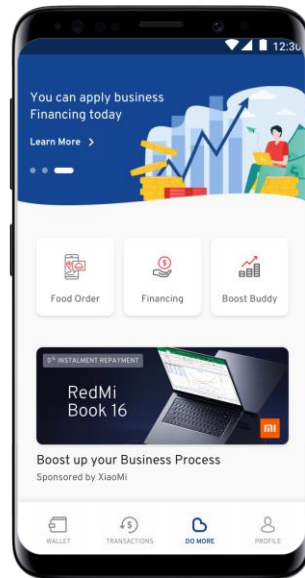 12:30
You can apply business
Financing today
Learn More >
Food Order
Financing
Boost Buddy
0% INSTALMENT REPAYMENT
RedMi
Book 16
mi
Boost up your Business Process
Sponsored by XiaoMi
WALLET
TRANSACTIONS
DO MORE
PROFILE